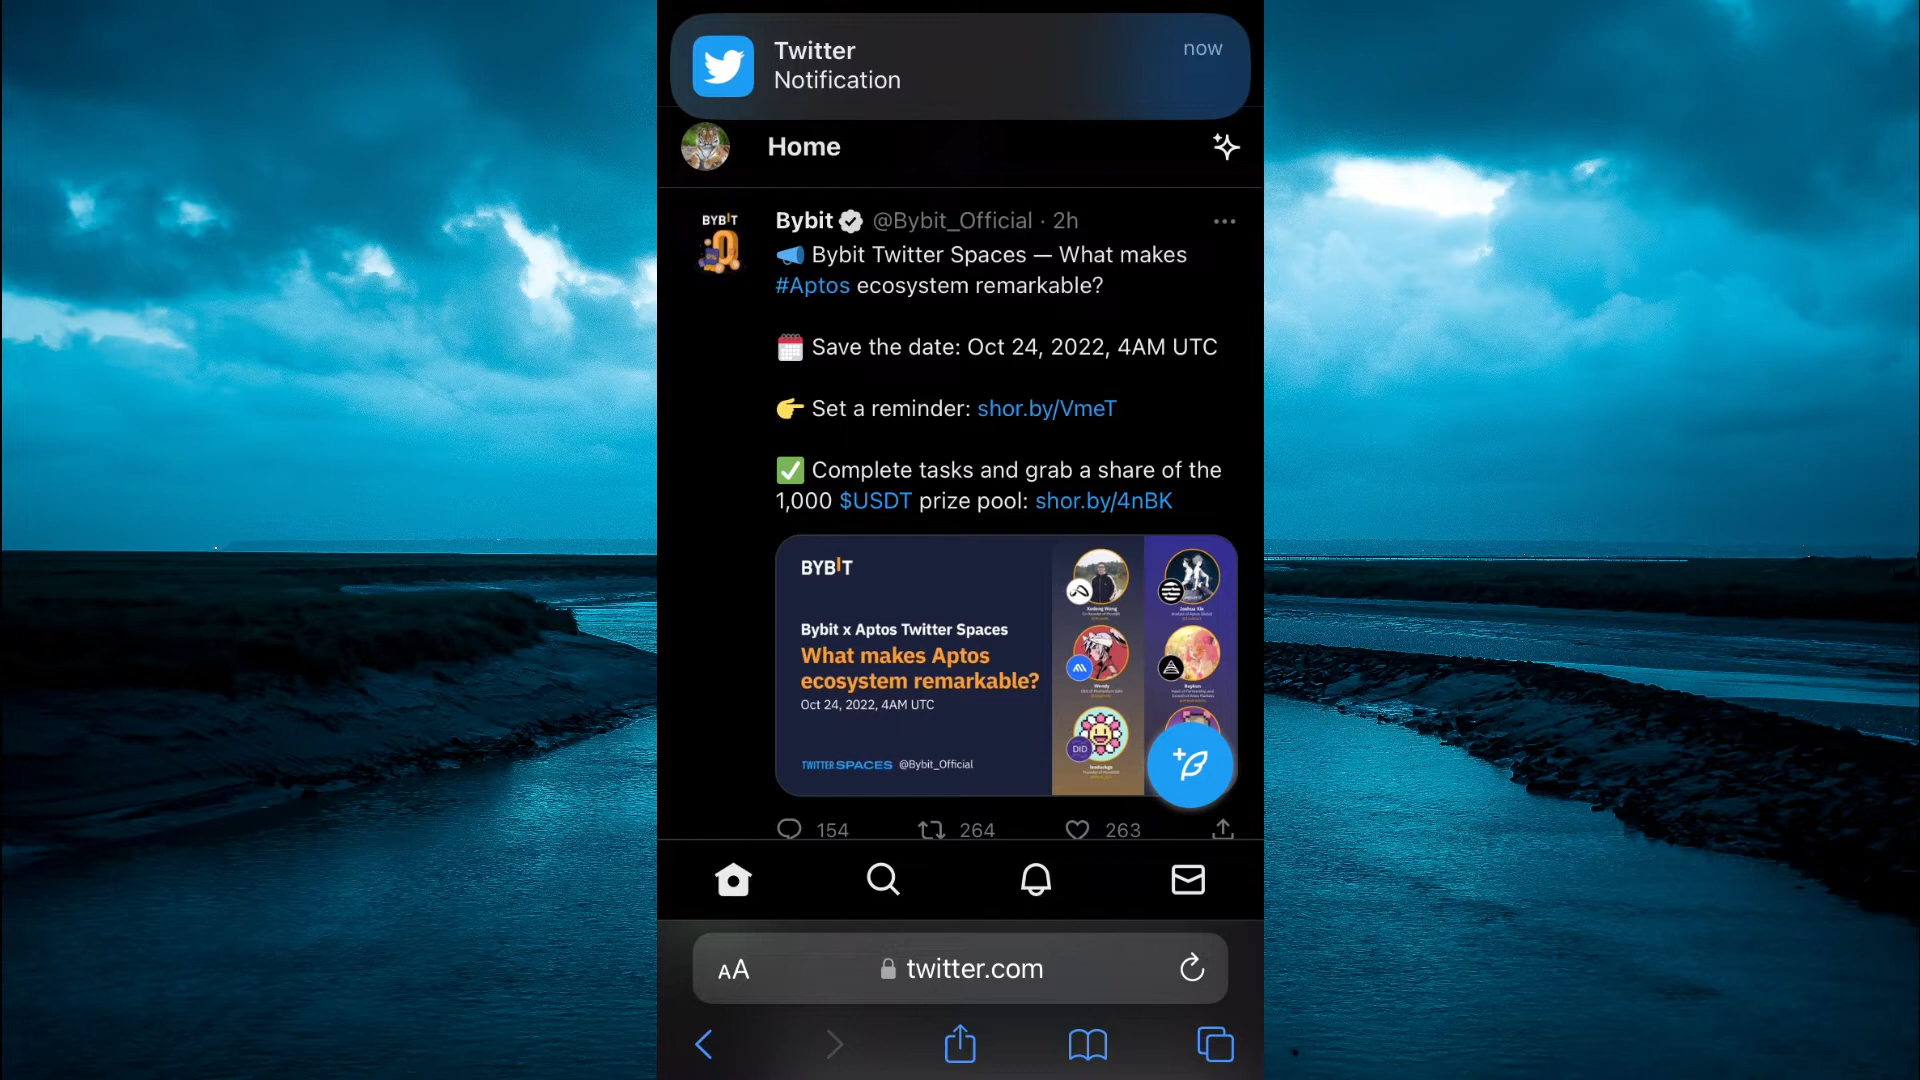 Twitter
now
Notification
Home
BYBIT
Bybit @Bybit_Official · 2h
Bybit Twitter Spaces — What makes
#Aptos ecosystem remarkable?
Save the date: Oct 24, 2022, 4AM UTC
Set a reminder: shor.by/VmeT
Complete tasks and grab a share of the
1,000 $USDT prize pool: shor.by/4nBK
BYBIT
Bybit x Aptos Twitter Spaces
What makes Aptos
ecosystem remarkable?
Oct 24, 2022, 4AM UTC
TWITTER SPACES @Bybit_Official
Wendy
DID
154
264
263
AA
twitter.com